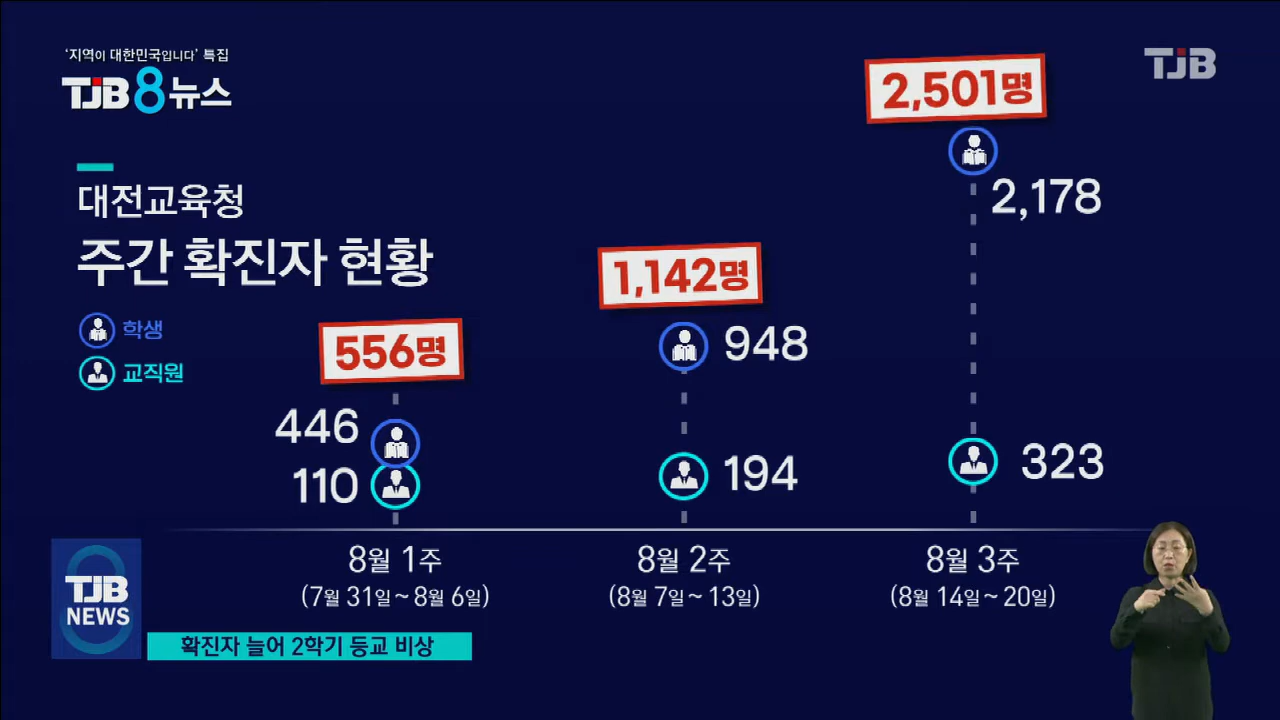 ‘지역이 대한민국입니다’ 특집
TJB 8 뉴스
TJB
대전교육청
주간 확진자 현황
학생
교직원
556명
446
110
1,142명
948
194
2,501명
2,178
323
8월 1주
(7월 31일~8월 6일)
8월 2주
(8월 7일~13일)
8월 3주
(8월 14일~20일)
TJB
NEWS
확진자 늘어 2학기 등교 비상